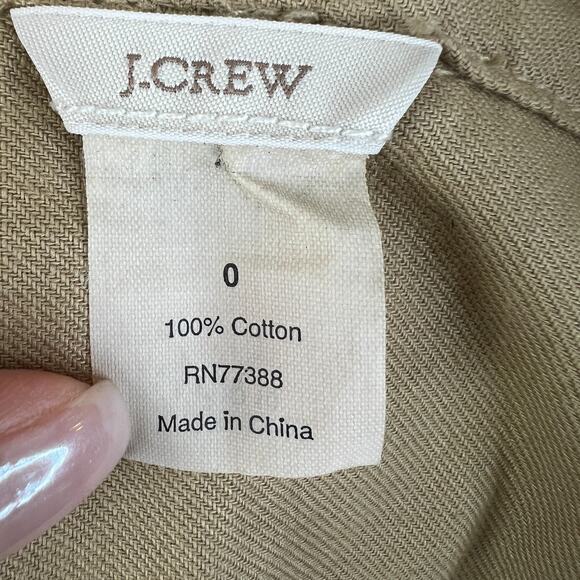 J.CREW
0
100% Cotton
RN77388
Made in China